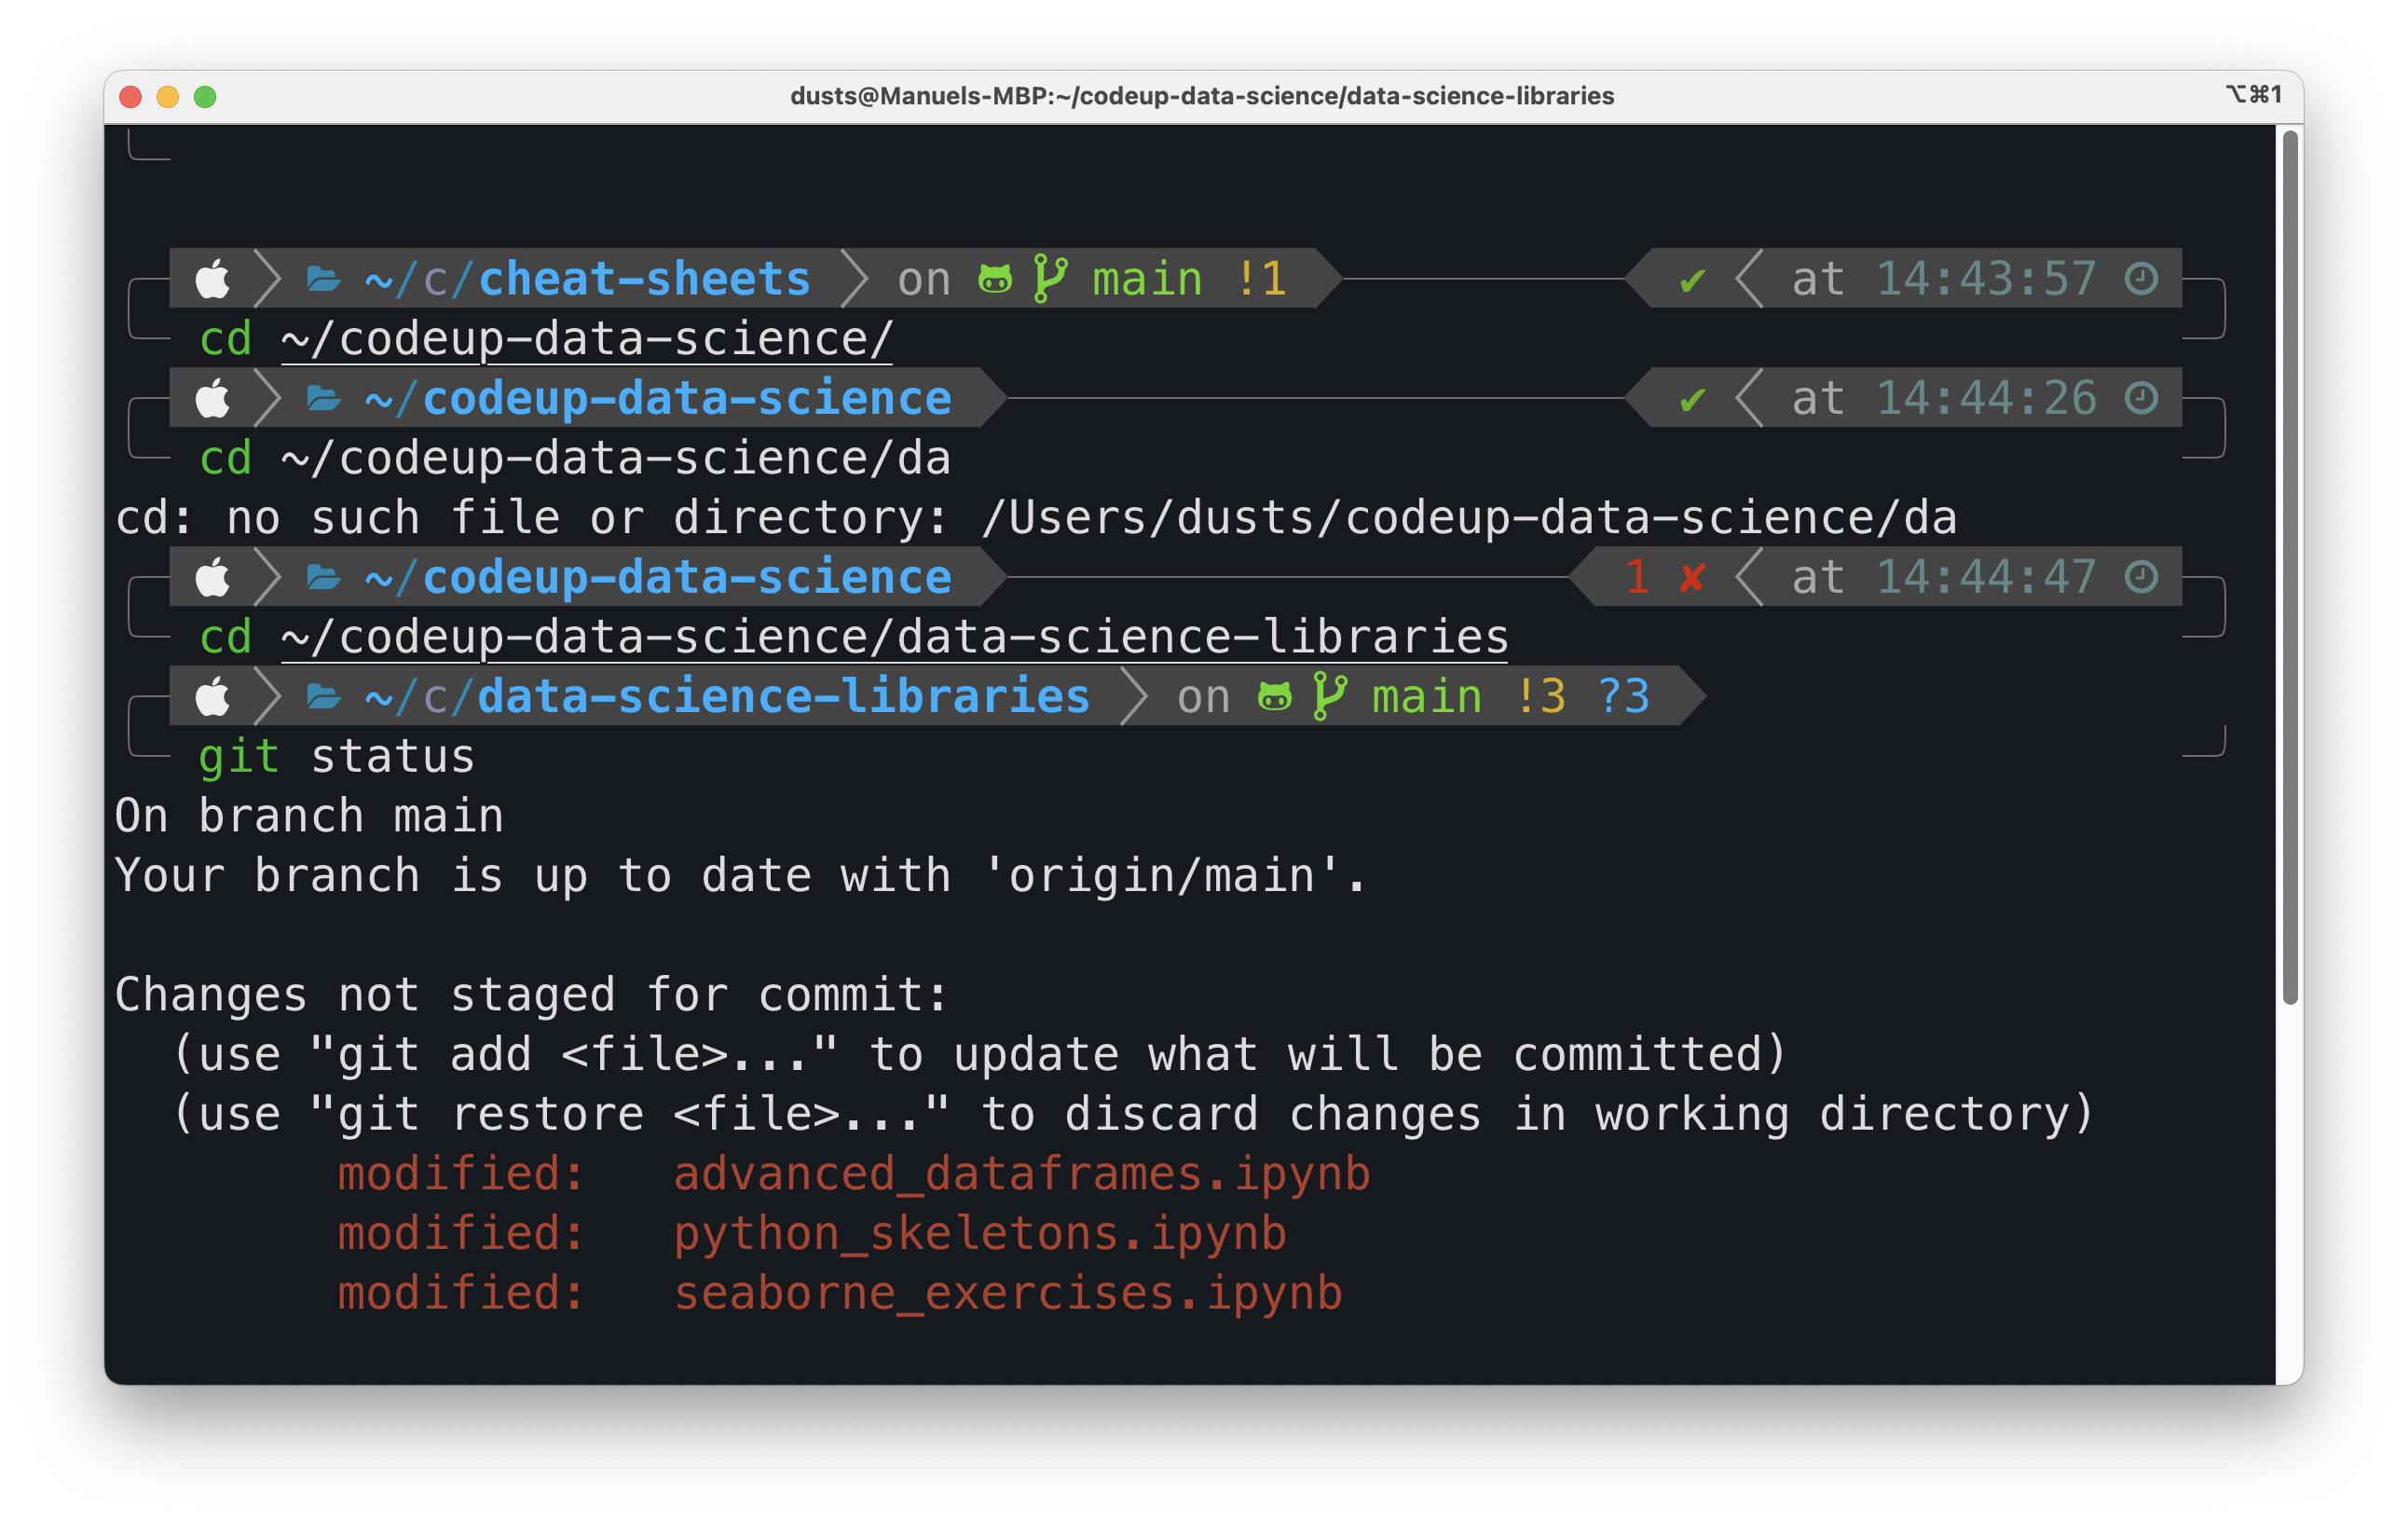 dusts@Manuels-MBP:~/codeup-data-science/data-science-libraries ⌥⌘1
~/c/cheat-sheets on main !1 ✔ at 14:43:57
cd ~/codeup-data-science/
~/codeup-data-science ✔ at 14:44:26
cd ~/codeup-data-science/da
cd: no such file or directory: /Users/dusts/codeup-data-science/da
~/codeup-data-science 1 ✘ at 14:44:47
cd ~/codeup-data-science/data-science-libraries
~/c/data-science-libraries on main !3 ?3
git status
On branch main
Your branch is up to date with 'origin/main'.
Changes not staged for commit:
(use "git add <file>..." to update what will be committed)
(use "git restore <file>..." to discard changes in working directory)
modified: advanced_dataframes.ipynb
modified: python_skeletons.ipynb
modified: seaborne_exercises.ipynb